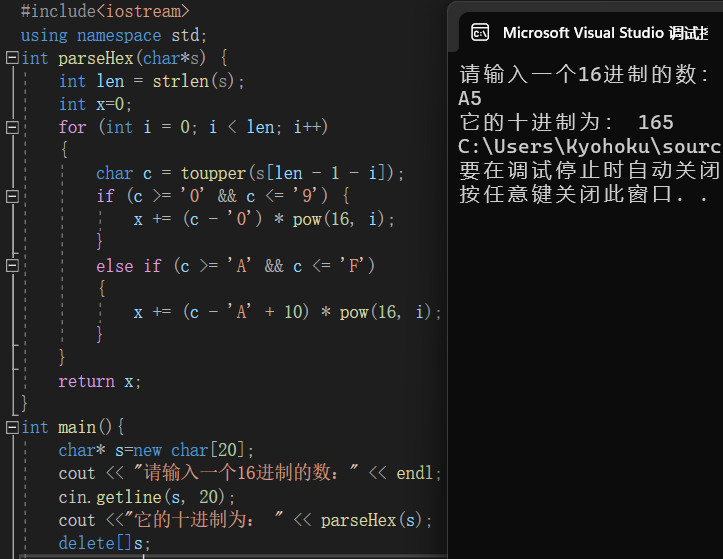 #include<iostream>
using namespace std;
int parseHex(char*s) {
int len = strlen(s);
int x=0;
for (int i = 0; i < len; i++)
{
char c = toupper(s[len - 1 - i]);
if (c >= '0' && c <= '9') {
x += (c - '0') * pow(16, i);
}
else if (c >= 'A' && c <= 'F')
{
x += (c - 'A' + 10) * pow(16, i);
}
}
return x;
}
int main(){
char* s=new char[20];
cout << "请输入一个16进制的数：" << endl;
cin.getline(s, 20);
cout <<"它的十进制为： " << parseHex(s);
delete[]s;
Microsoft Visual Studio 调试
请输入一个16进制的数：
A5
它的十进制为： 165
C:\Users\Kyohoku\sourc
要在调试停止时自动关闭
按任意键关闭此窗口. .